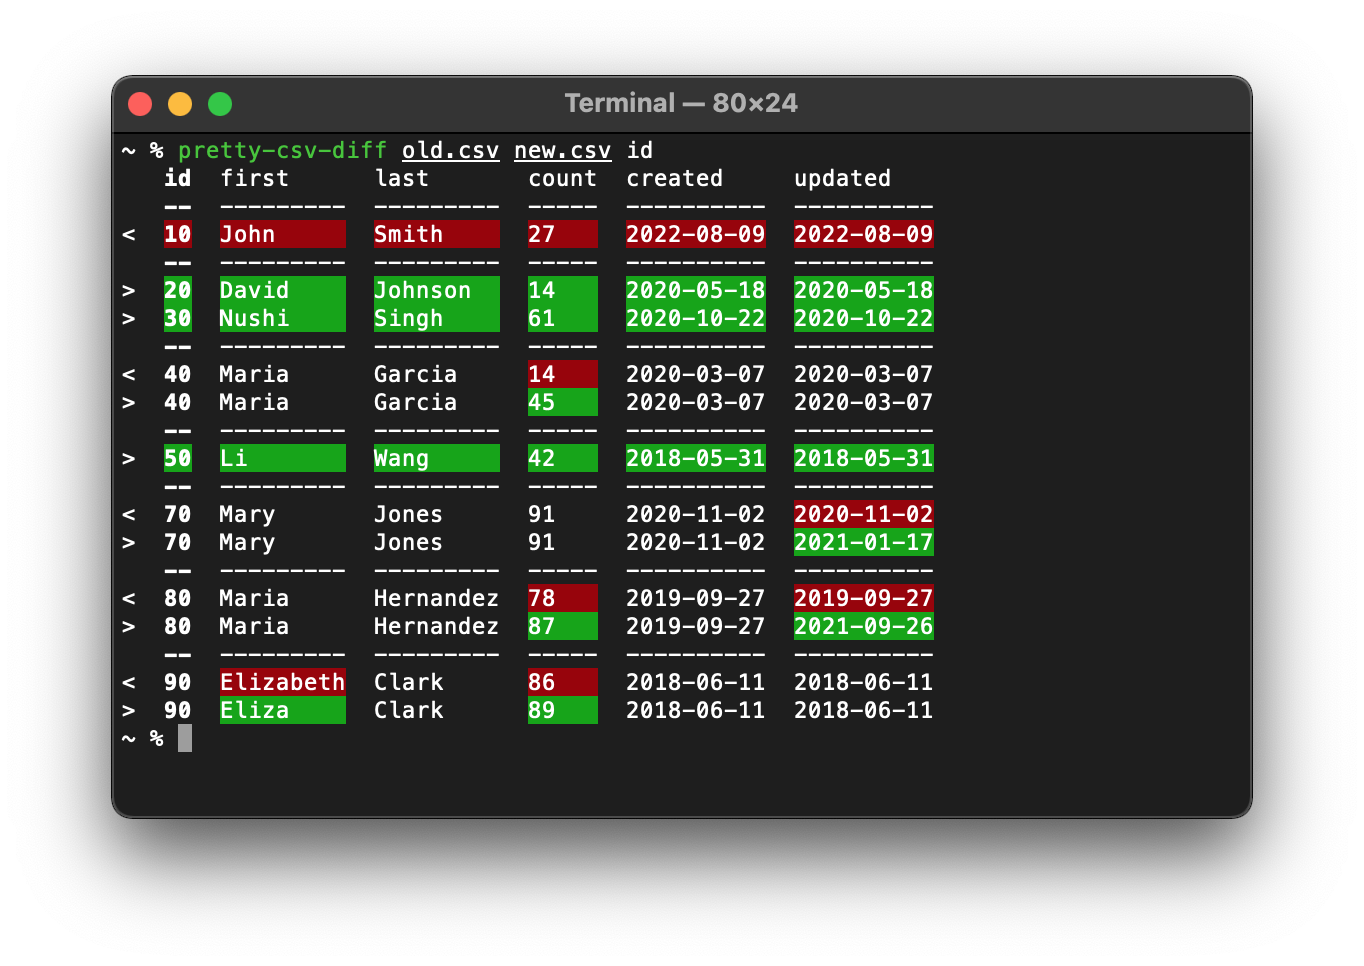 Terminal — 80×24
~ % pretty-csv-diff old.csv new.csv id
   id  first      last       count  created     updated
   --  ---------  ---------  -----  ----------  ----------
<  10  John       Smith      27     2022-08-09  2022-08-09
   --  ---------  ---------  -----  ----------  ----------
>  20  David      Johnson    14     2020-05-18  2020-05-18
>  30  Nushi      Singh      61     2020-10-22  2020-10-22
   --  ---------  ---------  -----  ----------  ----------
<  40  Maria      Garcia     14     2020-03-07  2020-03-07
>  40  Maria      Garcia     45     2020-03-07  2020-03-07
   --  ---------  ---------  -----  ----------  ----------
>  50  Li         Wang       42     2018-05-31  2018-05-31
   --  ---------  ---------  -----  ----------  ----------
<  70  Mary       Jones      91     2020-11-02  2020-11-02
>  70  Mary       Jones      91     2020-11-02  2021-01-17
   --  ---------  ---------  -----  ----------  ----------
<  80  Maria      Hernandez  78     2019-09-27  2019-09-27
>  80  Maria      Hernandez  87     2019-09-27  2021-09-26
   --  ---------  ---------  -----  ----------  ----------
<  90  Elizabeth  Clark      86     2018-06-11  2018-06-11
>  90  Eliza      Clark      89     2018-06-11  2018-06-11
~ %